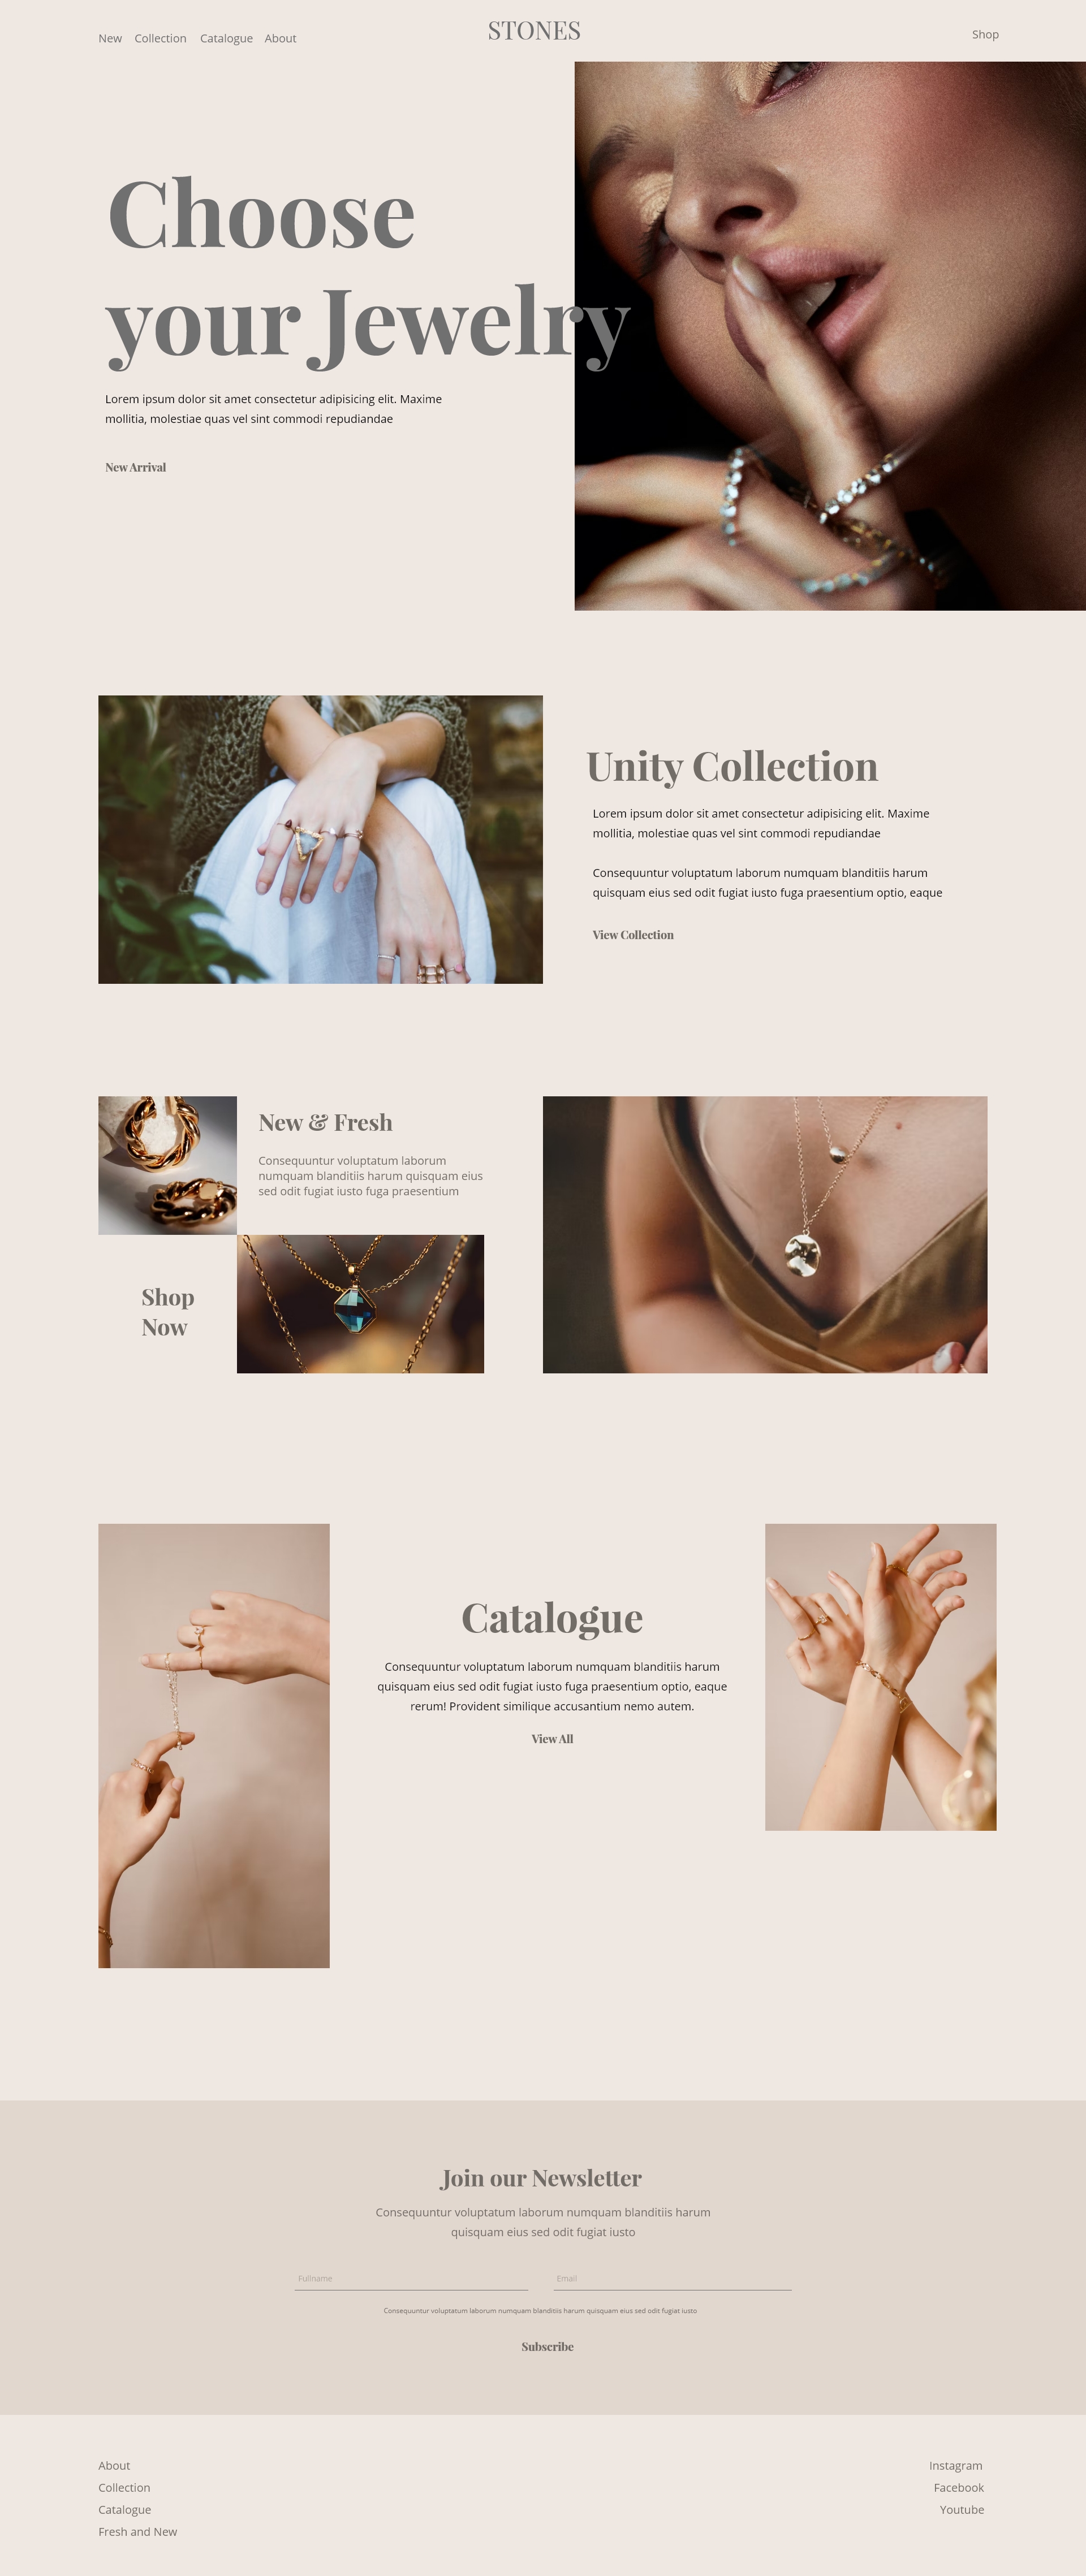 New Collection Catalogue About
STONES
Shop
Choose
your Jewelry
Lorem ipsum dolor sit amet consectetur adipisicing elit. Maxime
mollitia, molestiae quas vel sint commodi repudiandae
New Arrival
Unity Collection
Lorem ipsum dolor sit amet consectetur adipisicing elit. Maxime
mollitia, molestiae quas vel sint commodi repudiandae
Consequuntur voluptatum laborum numquam blanditiis harum
quisquam eius sed odit fugiat iusto fuga praesentium optio, eaque
View Collection
New & Fresh
Consequuntur voluptatum laborum
numquam blanditiis harum quisquam eius
sed odit fugiat iusto fuga praesentium
Shop
Now
Catalogue
Consequuntur voluptatum laborum numquam blanditiis harum
quisquam eius sed odit fugiat iusto fuga praesentium optio, eaque
rerum! Provident similique accusantium nemo autem.
View All
Join our Newsletter
Consequuntur voluptatum laborum numquam blanditiis harum
quisquam eius sed odit fugiat iusto
Fullname
Email
Consequuntur voluptatum laborum numquam blanditiis harum quisquam eius sed odit fugiat iusto
Subscribe
About
Collection
Catalogue
Fresh and New
Instagram
Facebook
Youtube